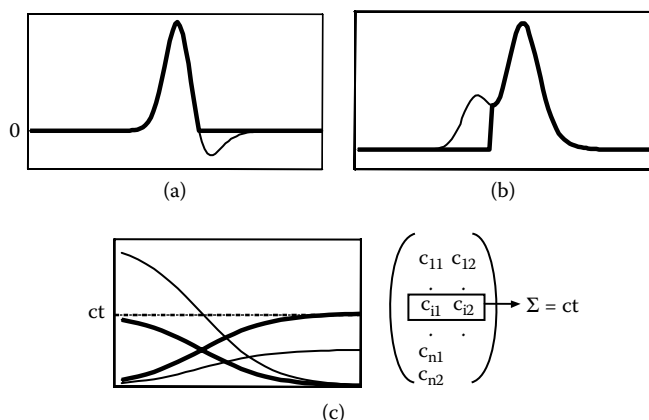 0
(a)
(b)
ct
c11 c12
. .
ci1 ci2
Σ = ct
. .
cn1
cn2
(c)